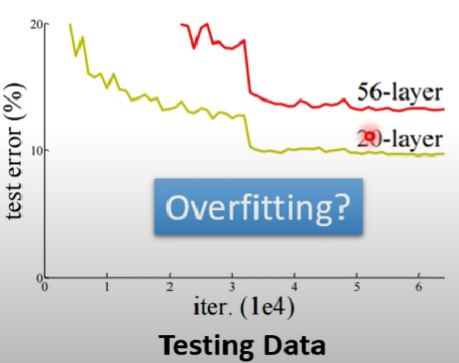 20
10
0
test error (%)
56-layer
20-layer
Overfitting?
0 1 2 3 4 5 6
iter. (1e4)
Testing Data